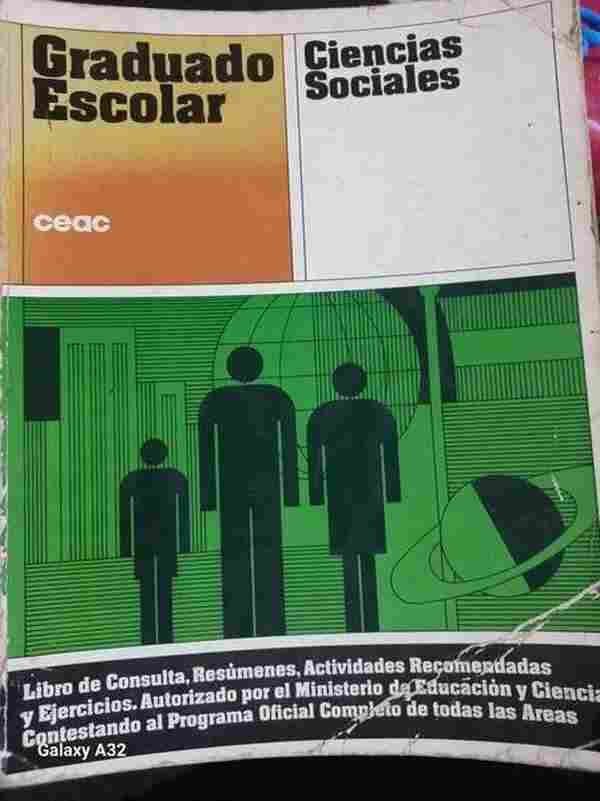 Graduado
Escolar
Ciencias
Sociales
ceac
Libro de Consulta, Resúmenes, Actividades Recomendadas
y Ejercicios. Autorizado por el Ministerio de Educación y Ciencia
Contestando al Programa Oficial Completo de todas las Areas
Galaxy A32